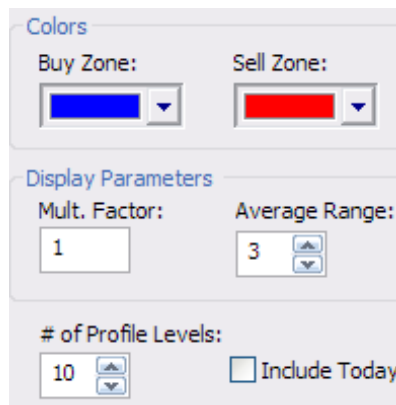 Colors
Buy Zone: Sell Zone:
Display Parameters
Mult. Factor: Average Range:
1 3
# of Profile Levels:
10 Include Today